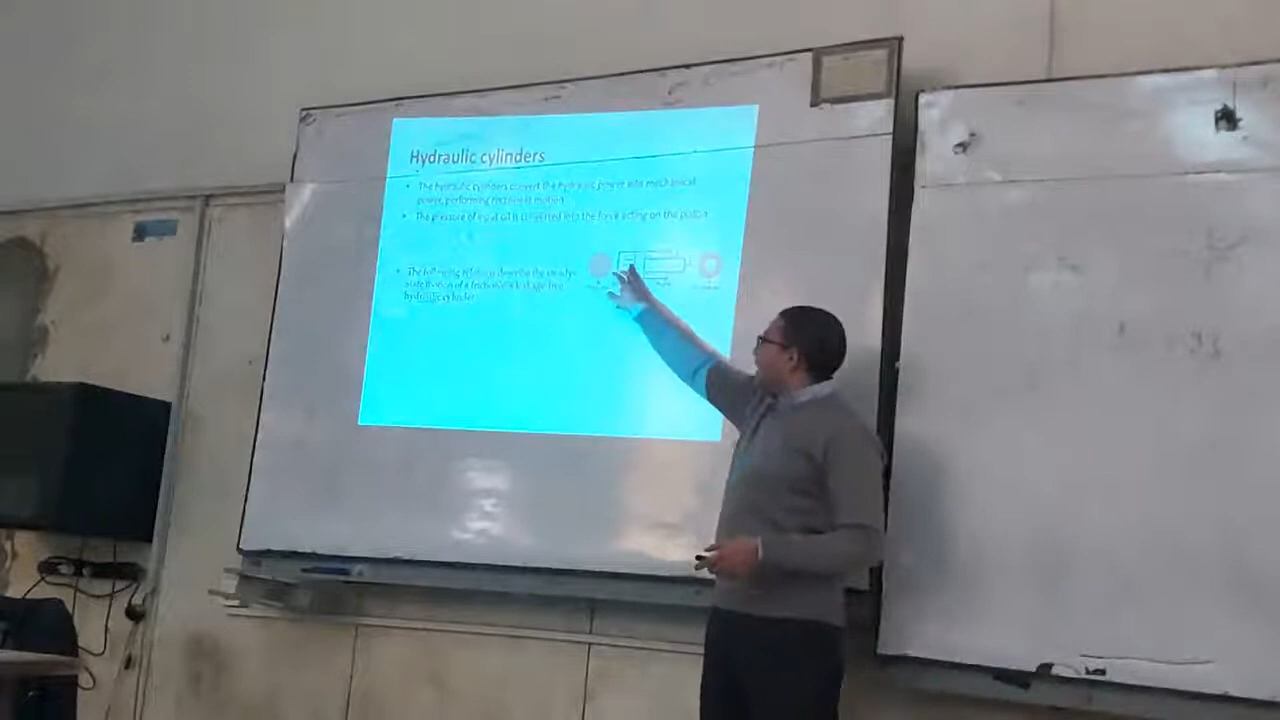 Hydraulic cylinders
• The hydraulic cylinders convert the hydraulic power into mechanical
power, performing rectilinear motion
• The pressure of input oil is converted into the force acting on the piston
• The following relations describe the steady-
state motion of a frictionless leakage-free
hydraulic cylinder